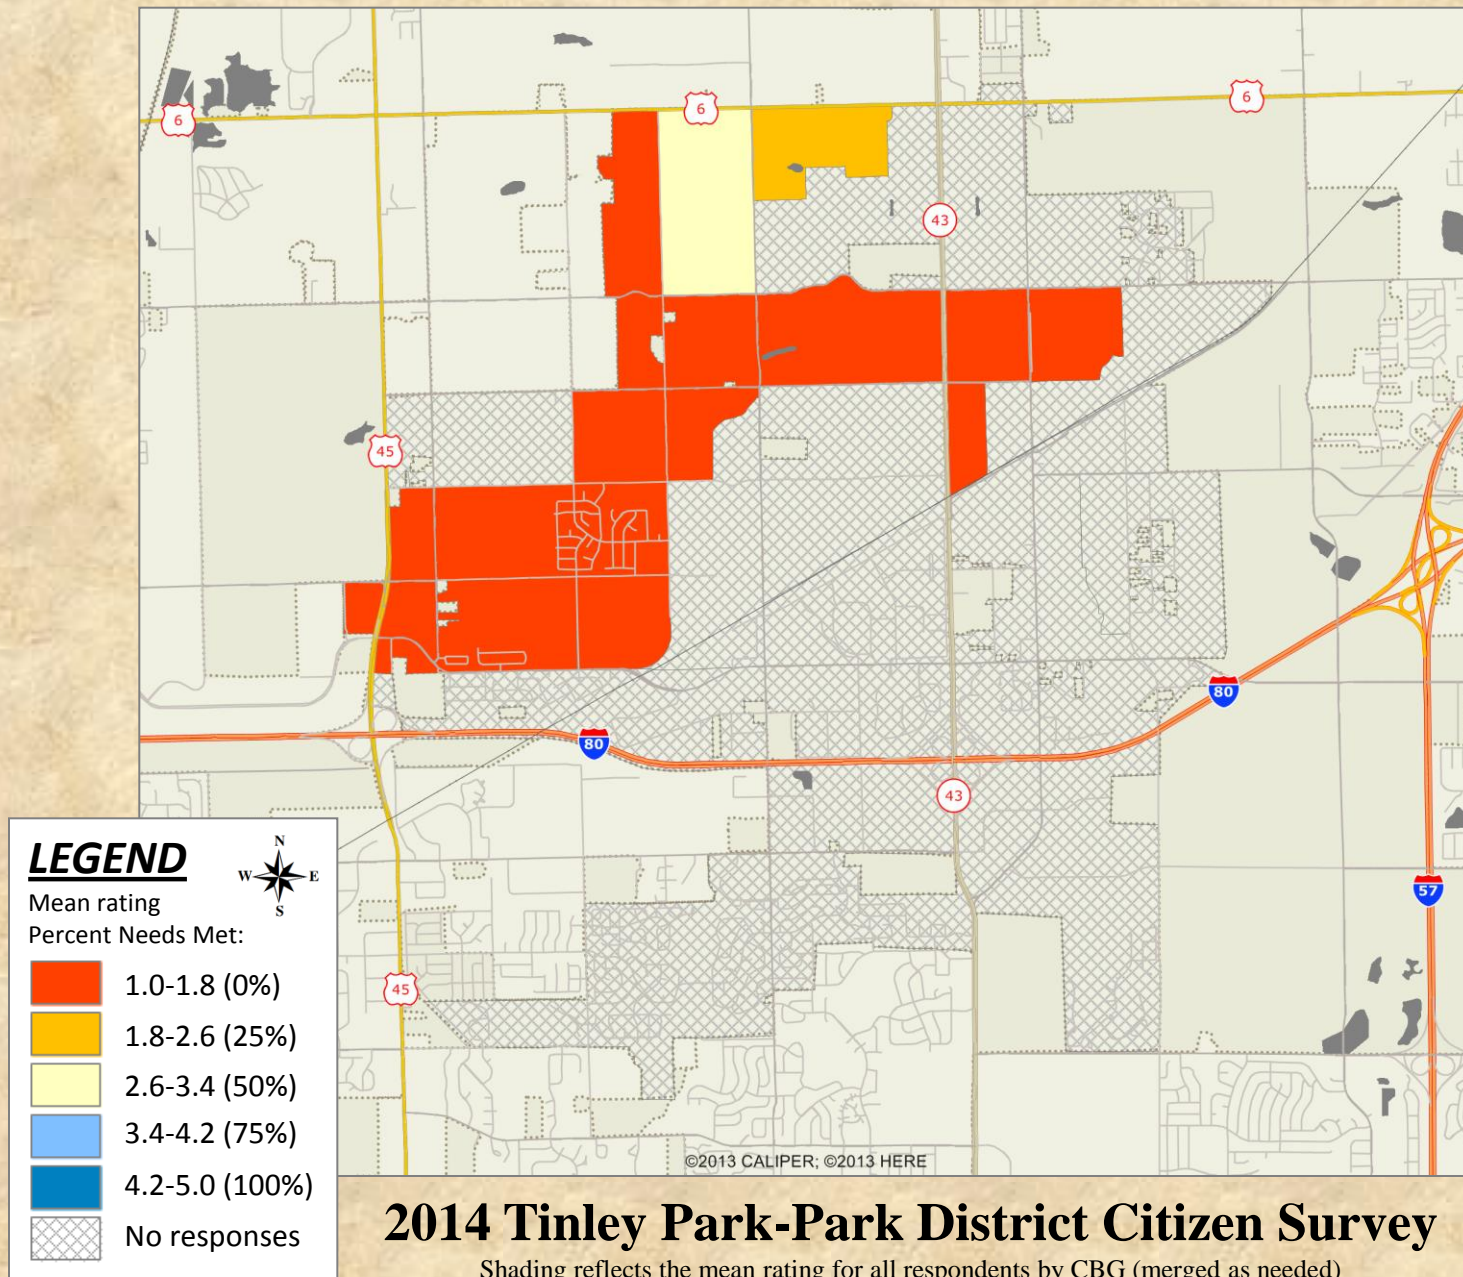 6
6
6
43
45
80
80
43
57
45
LEGEND
N
W E
S
Mean rating
Percent Needs Met:
1.0-1.8 (0%)
1.8-2.6 (25%)
2.6-3.4 (50%)
3.4-4.2 (75%)
4.2-5.0 (100%)
No responses
©2013 CALIPER; ©2013 HERE
2014 Tinley Park-Park District Citizen Survey
Shading reflects the mean rating for all respondents by CBG (merged as needed)